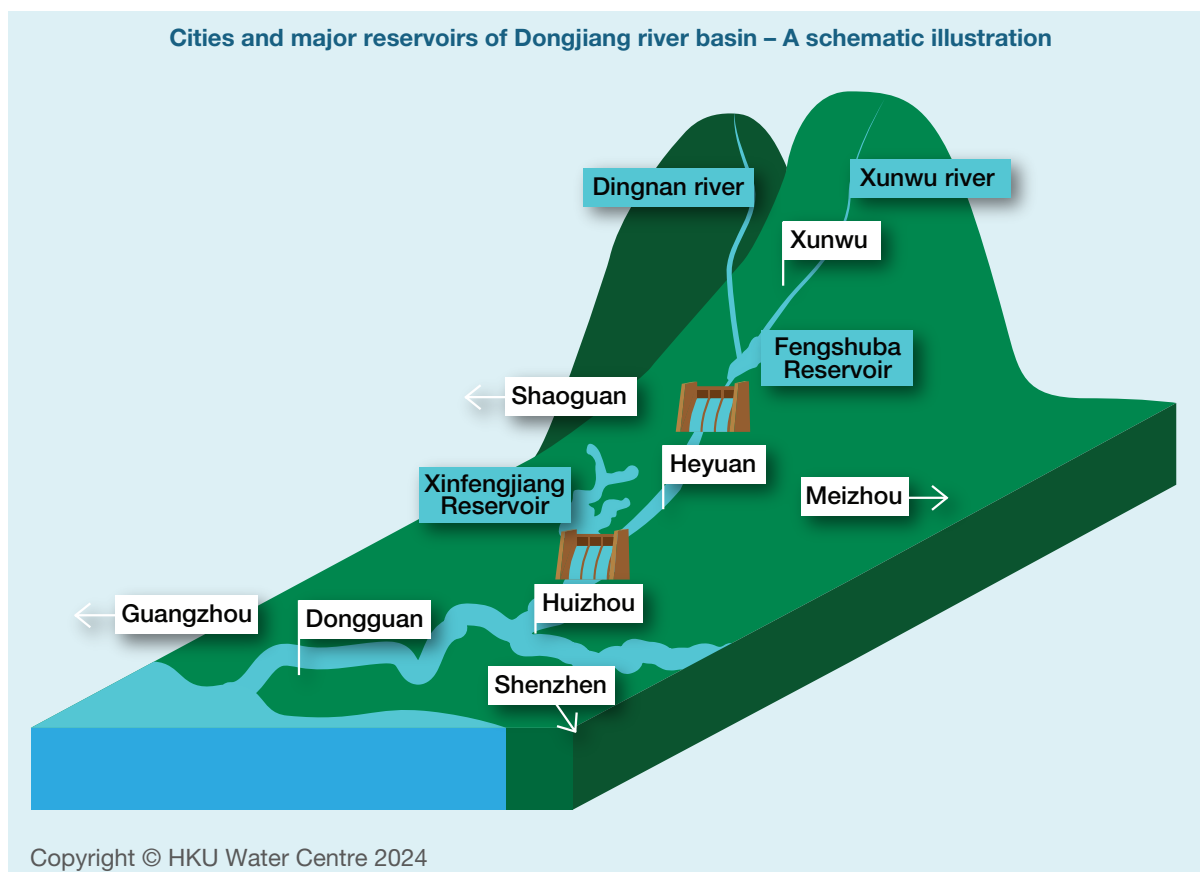 Cities and major reservoirs of Dongjiang river basin – A schematic illustration
Dingnan river
Xunwu river
Xunwu
Fengshuba
Reservoir
Shaoguan
Heyuan
Xinfengjiang
Reservoir
Meizhou
Huizhou
Guangzhou
Dongguan
Shenzhen
Copyright © HKU Water Centre 2024